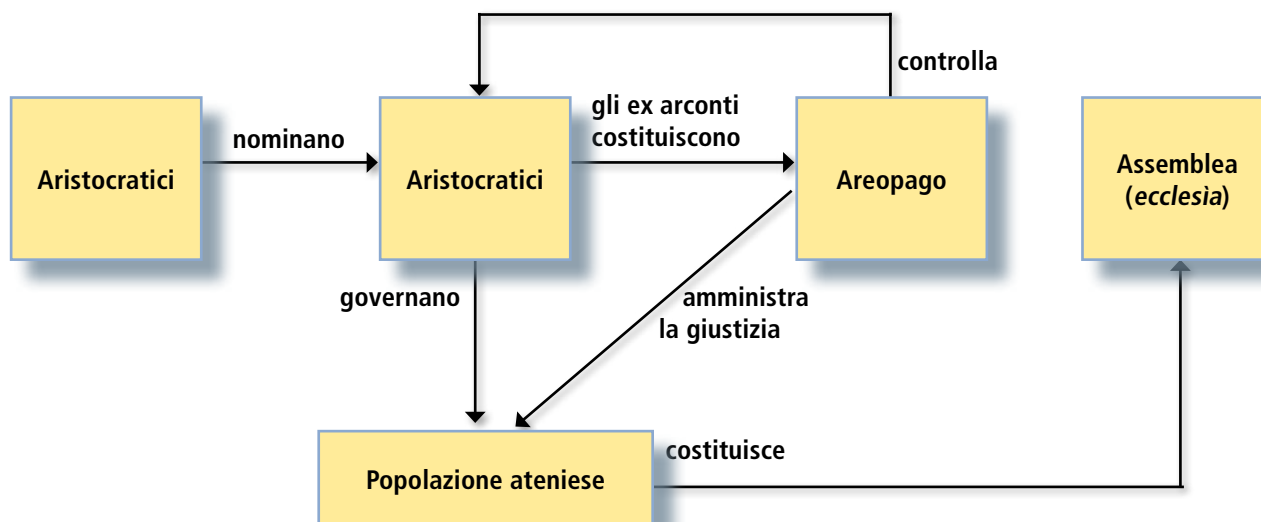 controlla
gli ex arconti
costituiscono
nominano
Aristocratici
Aristocratici
Areopago
Assemblea
(ecclesìa)
governano
amministra
la giustizia
costituisce
Popolazione ateniese